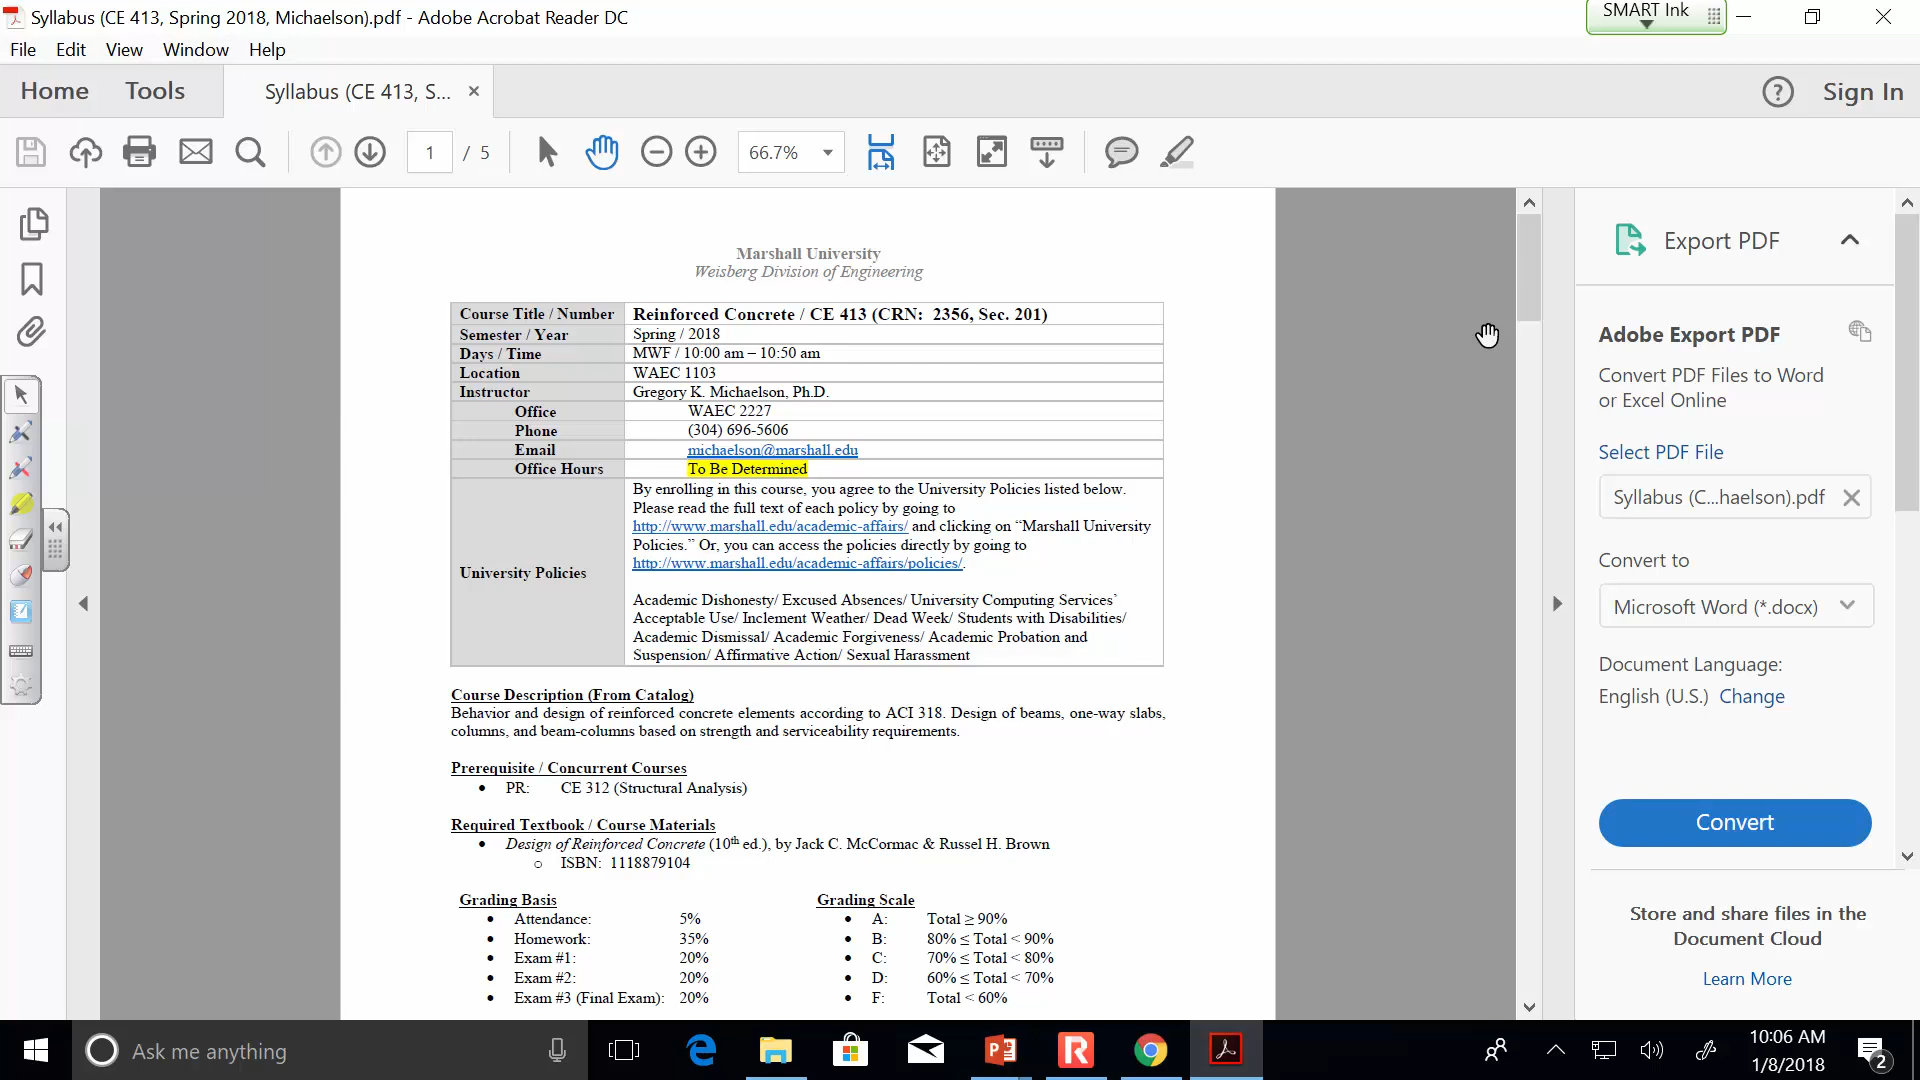 Syllabus (CE 413, Spring 2018, Michaelson).pdf - Adobe Acrobat Reader DC
SMART Ink
File Edit View Window Help
Home Tools Syllabus (CE 413, S... × ? Sign In
1 / 5 66.7%
Export PDF
Adobe Export PDF
Convert PDF Files to Word
or Excel Online
Select PDF File
Syllabus (C...haelson).pdf
Convert to
Microsoft Word (*.docx)
Document Language:
English (U.S.) Change
Convert
Store and share files in the
Document Cloud
Learn More
Marshall University
Weisberg Division of Engineering
Course Title / Number Reinforced Concrete / CE 413 (CRN: 2356, Sec. 201)
Semester / Year Spring / 2018
Days / Time MWF / 10:00 am – 10:50 am
Location WAEC 1103
Instructor Gregory K. Michaelson, Ph.D.
Office WAEC 2227
Phone (304) 696-5606
Email michaelson@marshall.edu
Office Hours To Be Determined
University Policies
By enrolling in this course, you agree to the University Policies listed below.
Please read the full text of each policy by going to
http://www.marshall.edu/academic-affairs/ and clicking on “Marshall University
Policies.” Or, you can access the policies directly by going to
http://www.marshall.edu/academic-affairs/policies/.
Academic Dishonesty/ Excused Absences/ University Computing Services’
Acceptable Use/ Inclement Weather/ Dead Week/ Students with Disabilities/
Academic Dismissal/ Academic Forgiveness/ Academic Probation and
Suspension/ Affirmative Action/ Sexual Harassment
Course Description (From Catalog)
Behavior and design of reinforced concrete elements according to ACI 318. Design of beams, one-way slabs,
columns, and beam-columns based on strength and serviceability requirements.
Prerequisite / Concurrent Courses
• PR: CE 312 (Structural Analysis)
Required Textbook / Course Materials
• Design of Reinforced Concrete (10th ed.), by Jack C. McCormac & Russel H. Brown
o ISBN: 1118879104
Grading Basis Grading Scale
• Attendance: 5% • A: Total ≥ 90%
• Homework: 35% • B: 80% ≤ Total < 90%
• Exam #1: 20% • C: 70% ≤ Total < 80%
• Exam #2: 20% • D: 60% ≤ Total < 70%
• Exam #3 (Final Exam): 20% • F: Total < 60%
Ask me anything
10:06 AM
1/8/2018
2